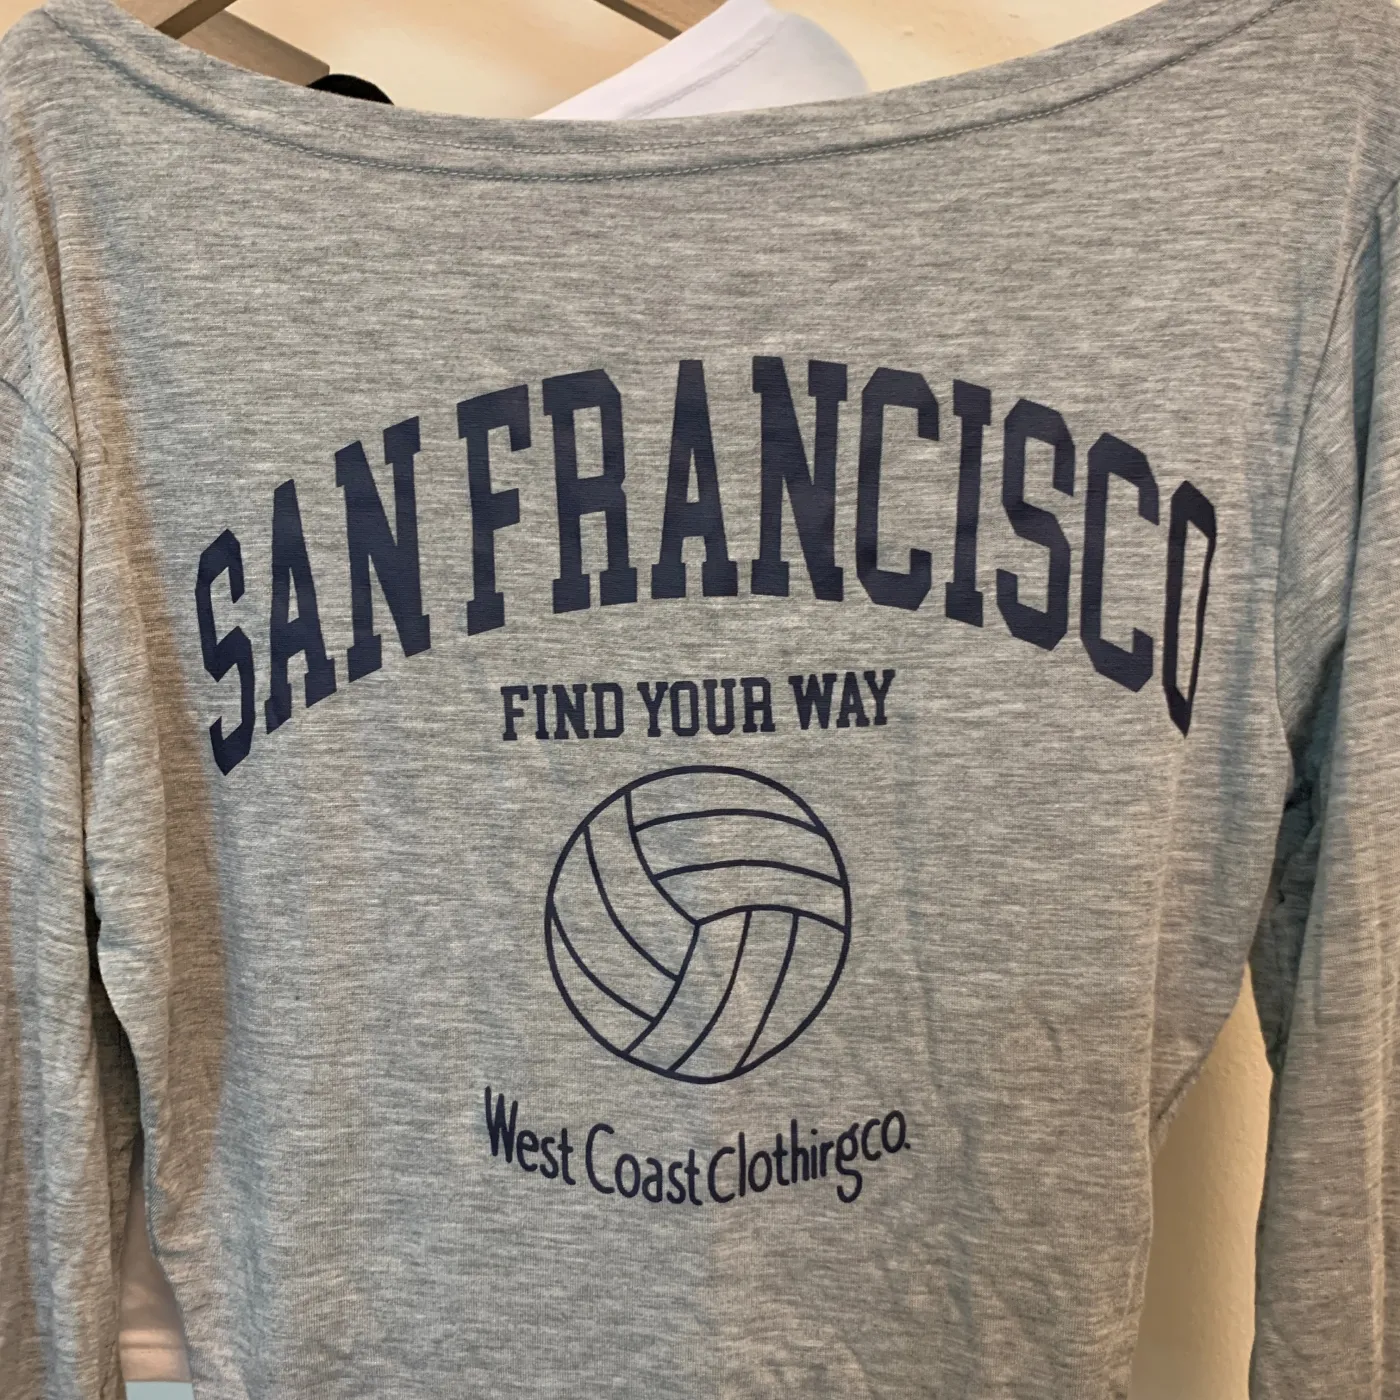 SAN FRANCISCO
FIND YOUR WAY
West Coast Clothirgco.